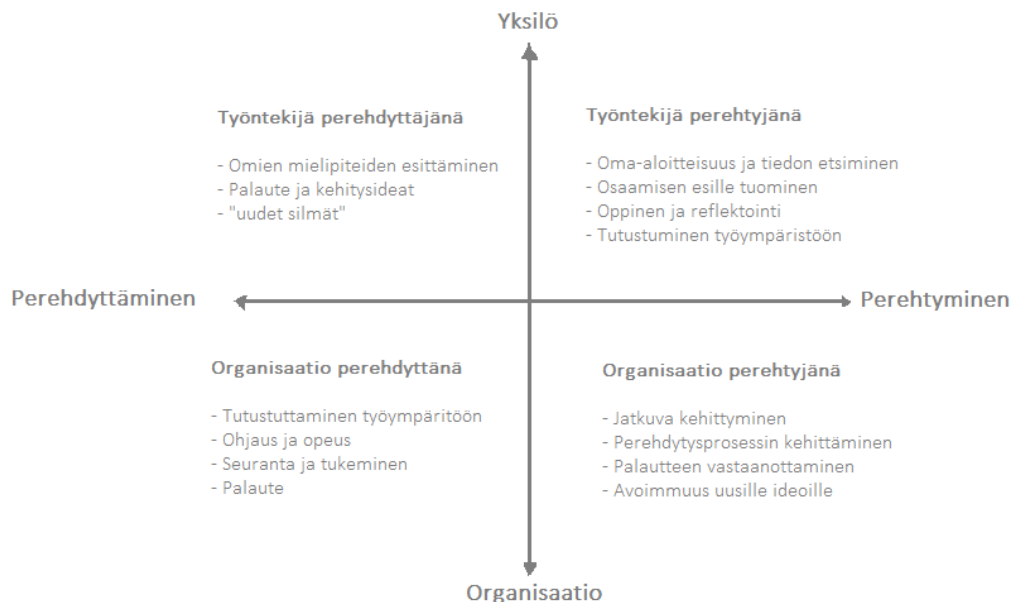 Yksilö
Työntekijä perehdyttäjänä
- Omien mielipiteiden esittäminen
- Palaute ja kehitysideat
- "uudet silmät"
Työntekijä perehtyjänä
- Oma-aloitteisuus ja tiedon etsiminen
- Osaamisen esille tuominen
- Oppinen ja reflektointi
- Tutustuminen työympäristöön
Perehdyttäminen
Perehtyminen
Organisaatio perehdyttänä
- Tutustuttaminen työympäritöön
- Ohjaus ja opeus
- Seuranta ja tukeminen
- Palaute
Organisaatio perehtyjänä
- Jatkuva kehittyminen
- Perehdytysprosessin kehittäminen
- Palautteen vastaanottaminen
- Avoimmuus uusille ideoille
Organisaatio